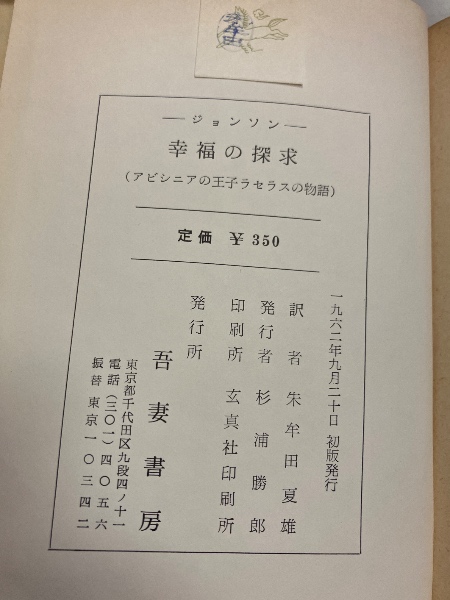 朱牟田
―ジョンソン―
幸福の探求
(アビシニアの王子ラセラスの物語)
定価 ¥350
一九六二年九月二十日 初版発行
訳者 朱牟田夏雄
発行者 杉浦勝郎
印刷所 玄真社印刷所
発行所
吾妻書房
東京都千代田区九段四ノ十一
電話(三〇一)四〇五六
振替東京一〇三四二